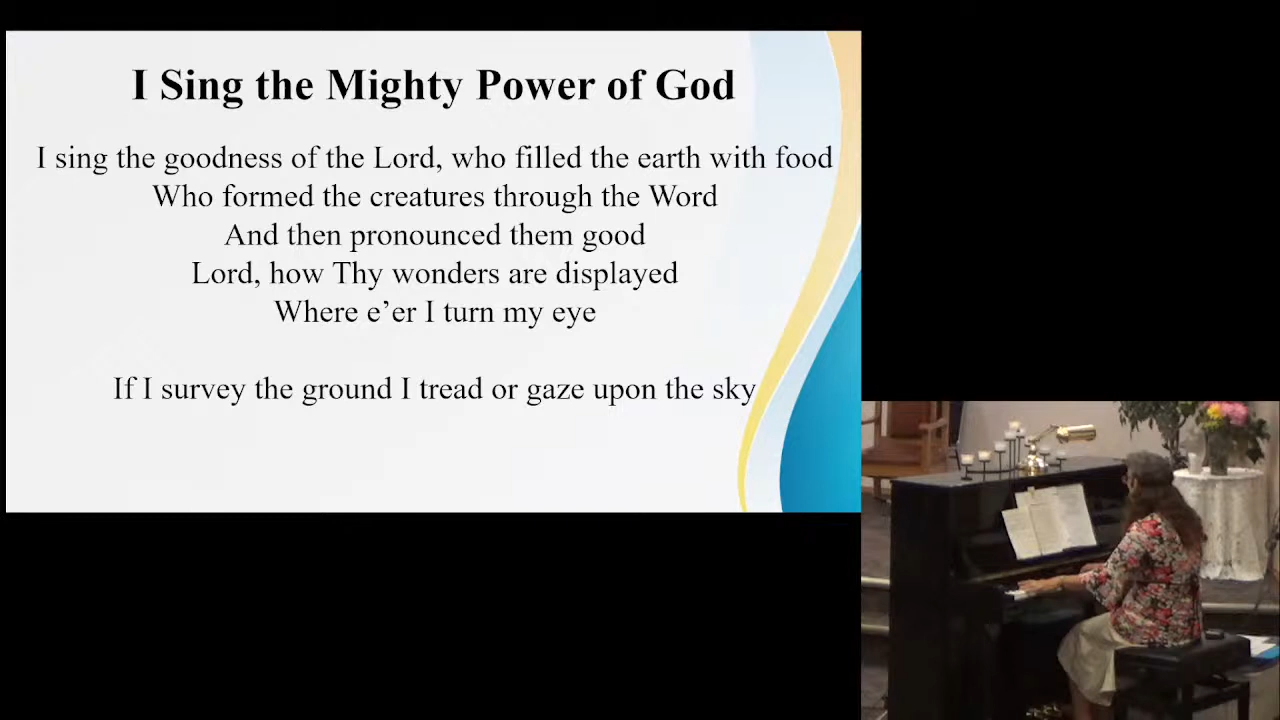 I Sing the Mighty Power of God
I sing the goodness of the Lord, who filled the earth with food
Who formed the creatures through the Word
And then pronounced them good
Lord, how Thy wonders are displayed
Where e’er I turn my eye
If I survey the ground I tread or gaze upon the sky